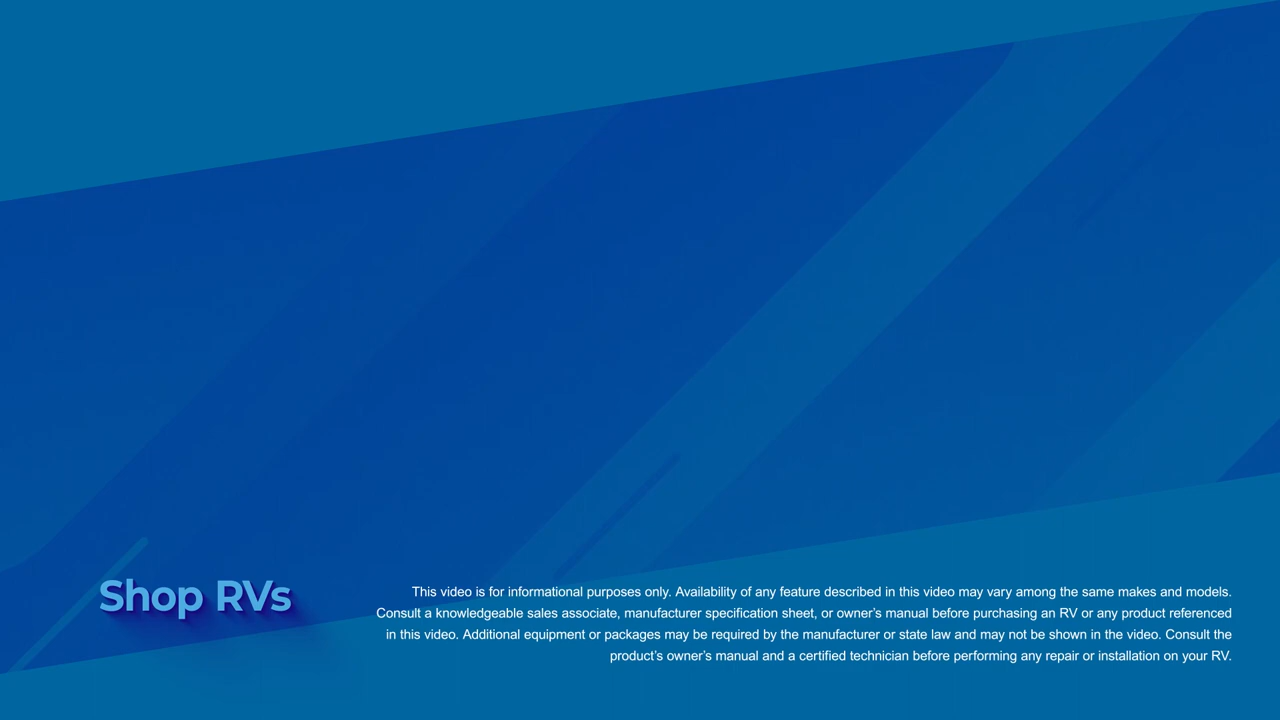 Shop RVs
This video is for informational purposes only. Availability of any feature described in this video may vary among the same makes and models.
Consult a knowledgeable sales associate, manufacturer specification sheet, or owner’s manual before purchasing an RV or any product referenced
in this video. Additional equipment or packages may be required by the manufacturer or state law and may not be shown in the video. Consult the
product’s owner’s manual and a certified technician before performing any repair or installation on your RV.